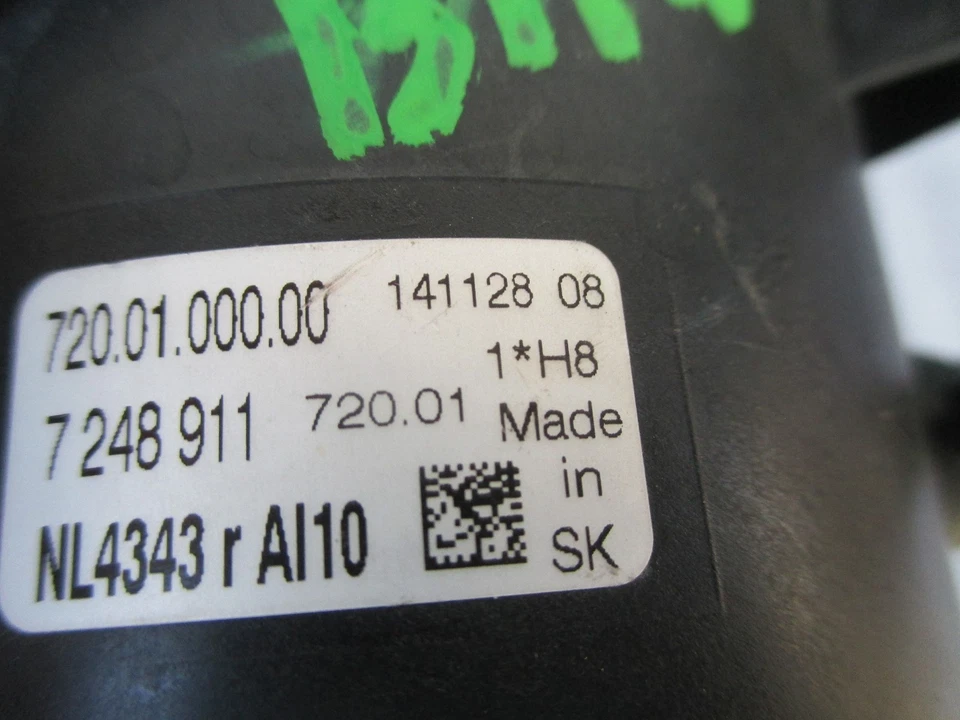 720.01.000.00
141128 08
1*H8
7 248 911
720.01
Made
in
SK
NL4343 r AI10